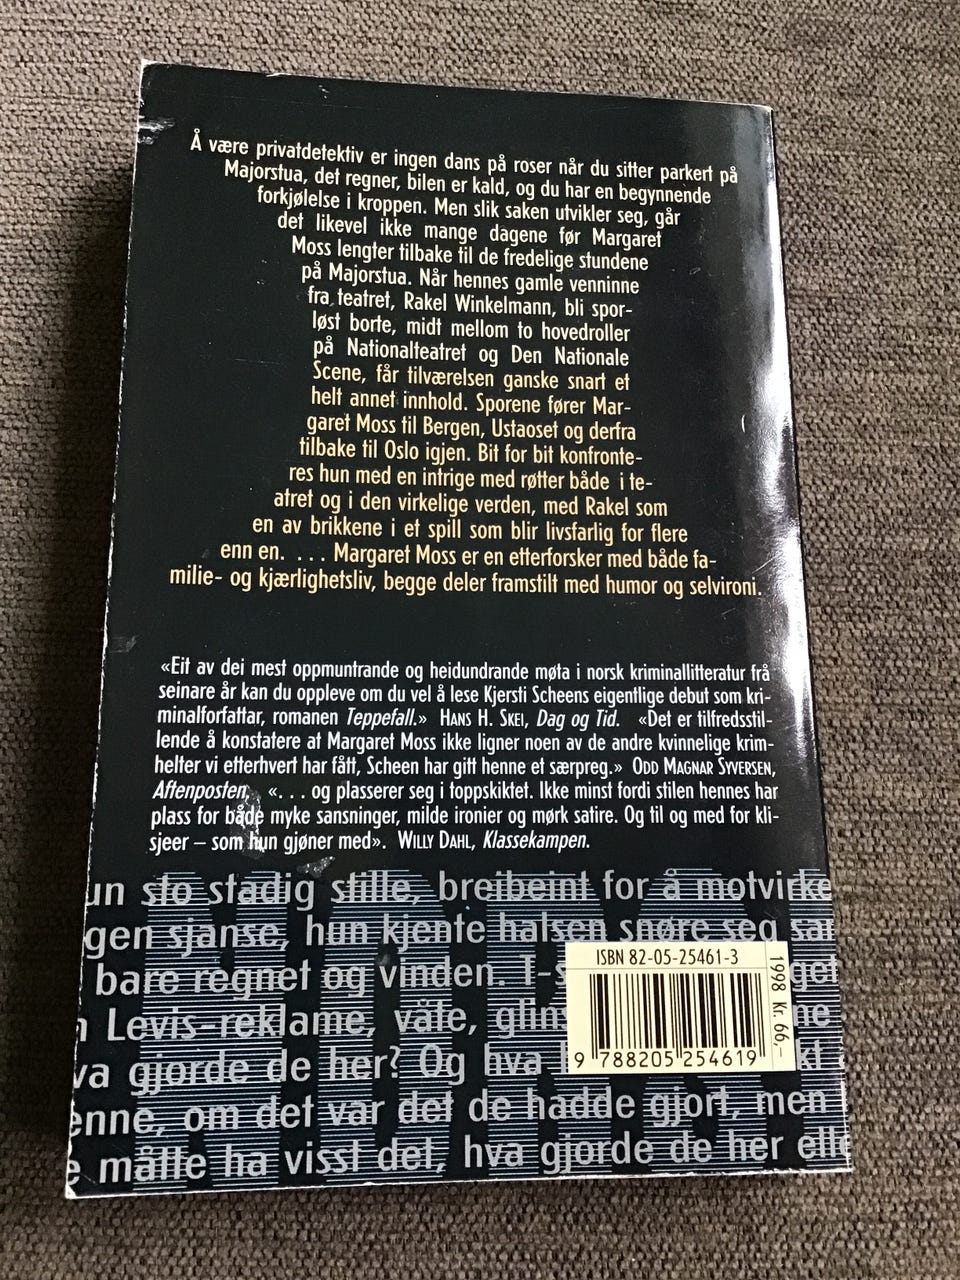 Å være privatdetektiv er ingen dans på roser når du sitter parkert på
Majorstua, det regner, bilen er kald, og du har en begynnende
forkjølelse i kroppen. Men slik saken utvikler seg, går
det likevel ikke mange dagene før Margaret
Moss lengter tilbake til de fredelige stundene
på Majorstua. Når hennes gamle venninne
fra teatret, Rakel Winkelmann, bli spor-
løst borte, midt mellom to hovedroller
på Nationalteatret og Den Nationale
Scene, får tilværelsen ganske snart et
helt annet innhold. Sporene fører Mar-
garet Moss til Bergen, Ustaoset og derfra
tilbake til Oslo igjen. Bit for bit konfronte-
res hun med en intrige med røtter både i te-
atret og i den virkelige verden, med Rakel som
en av brikkene i et spill som blir livsfarlig for flere
enn en. ... Margaret Moss er en etterforsker med både fa-
milie- og kjærlighetsliv, begge deler framstilt med humor og selvironi.
«Eit av dei mest oppmuntrande og heidundrande møta i norsk kriminallitteratur frå
seinare år kan du oppleve om du vel å lese Kjersti Scheens eigentlige debut som kri-
minalforfattar, romanen Teppefall.» HANS H. SKEI, Dag og Tid. «Det er tilfredsstil-
lende å konstatere at Margaret Moss ikke ligner noen av de andre kvinnelige krim-
helter vi etterhvert har fått, Scheen har gitt henne et særpreg.» ODD MAGNAR SYVERSEN,
Aftenposten, «... og plasserer seg i toppskiktet. Ikke minst fordi stilen hennes har
plass for både myke sansninger, milde ironier og mørk satire. Og til og med for kli-
sjeer – som hun gjøner med». WILLY DAHL, Klassekampen.
un sto stadig stille, breibeint for å motvirke
gen sjanse, hun kjente halsen snøre seg sa
bare regnet og vinden. T-s get
n Levis-reklame, våte, glins ne
va gjorde de her? Og hva h kt
enne, om det var det de hadde gjort, men
e måtte ha visst det, hva gjorde de her elle
ISBN 82-05-25461-3
1998 Kr. 66,–
9 788205 254619